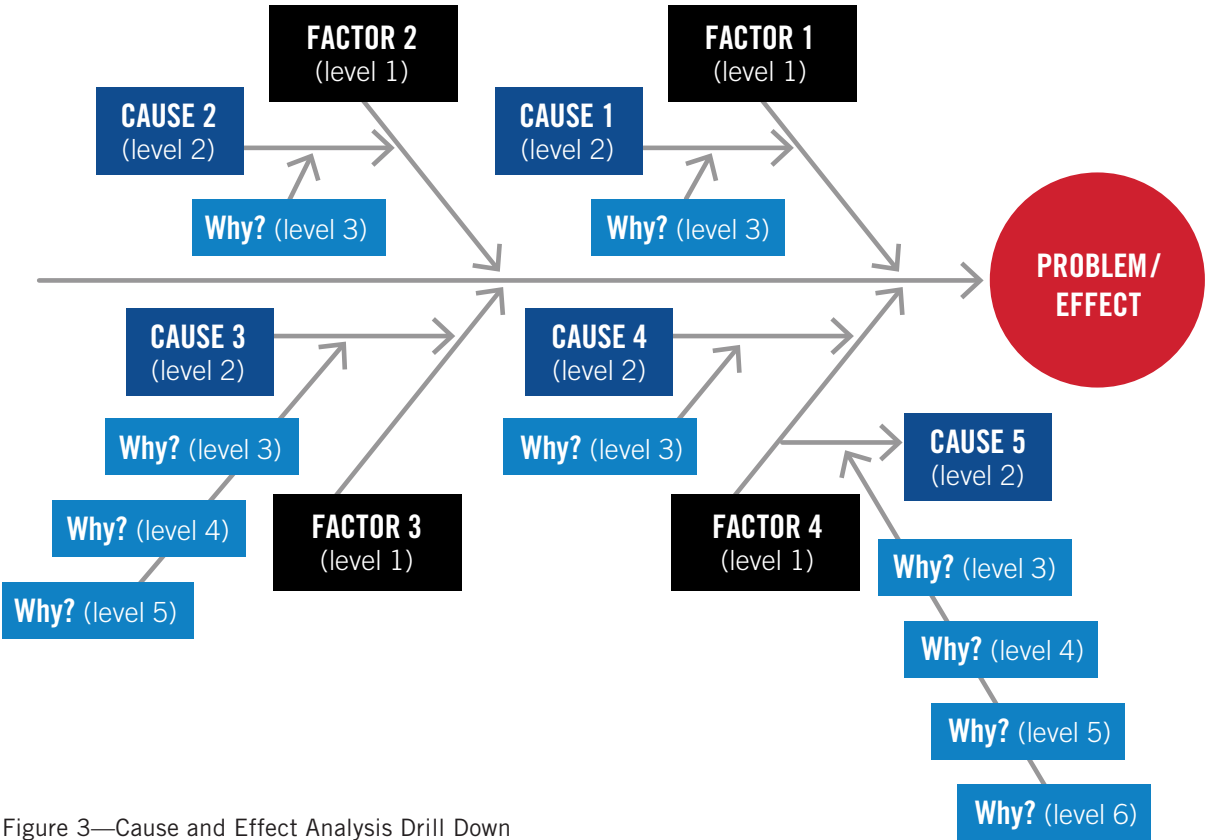 FACTOR 2
(level 1)
FACTOR 1
(level 1)
CAUSE 2
(level 2)
CAUSE 1
(level 2)
Why? (level 3)
Why? (level 3)
PROBLEM/
EFFECT
CAUSE 3
(level 2)
CAUSE 4
(level 2)
Why? (level 3)
Why? (level 3)
CAUSE 5
(level 2)
Why? (level 4)
FACTOR 3
(level 1)
FACTOR 4
(level 1)
Why? (level 3)
Why? (level 5)
Why? (level 4)
Why? (level 5)
Why? (level 6)
Figure 3—Cause and Effect Analysis Drill Down